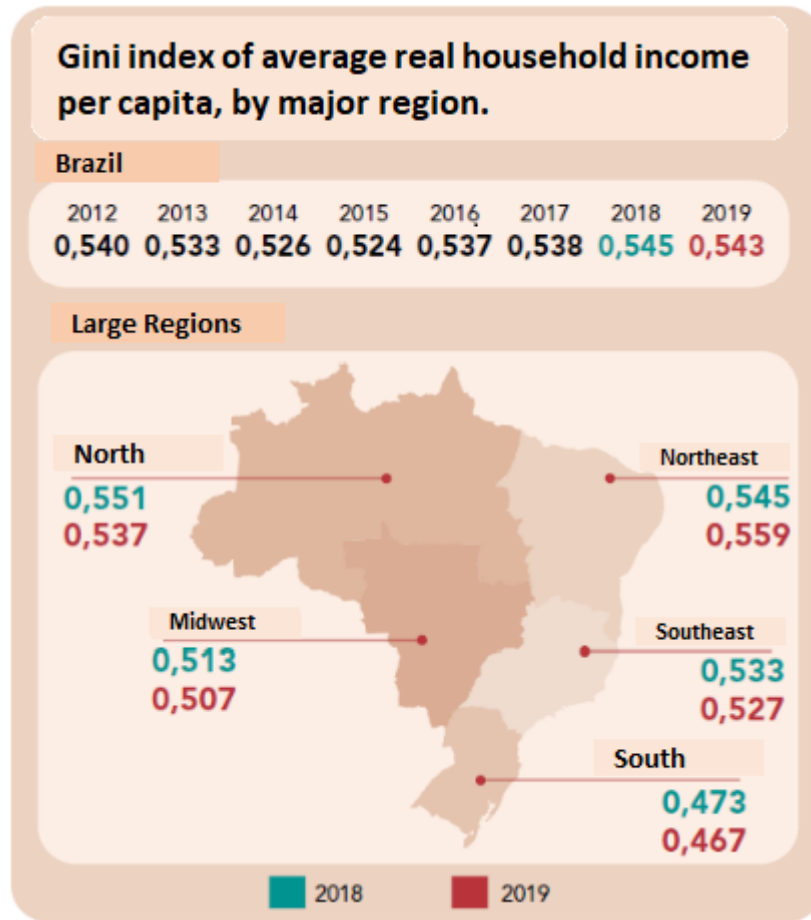 Gini index of average real household income
per capita, by major region.
Brazil
2012 2013 2014 2015 2016 2017 2018 2019
0,540 0,533 0,526 0,524 0,537 0,538 0,545 0,543
Large Regions
North
0,551
0,537
Northeast
0,545
0,559
Midwest
0,513
0,507
Southeast
0,533
0,527
South
0,473
0,467
2018 2019